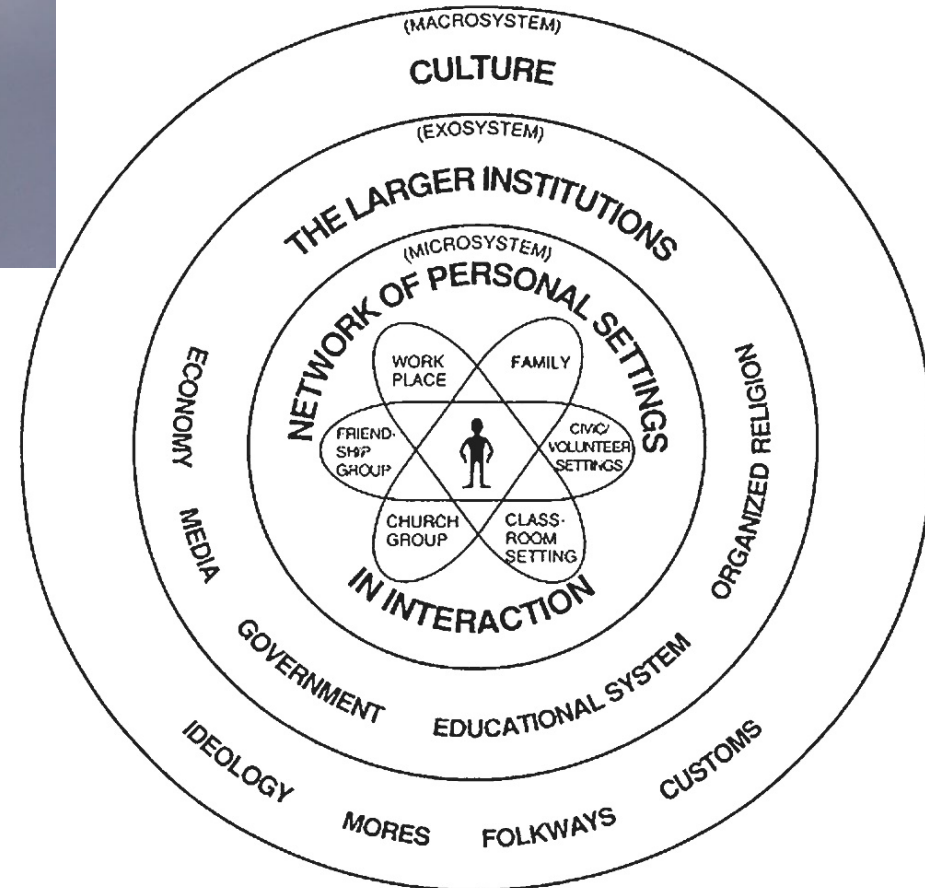 (MACROSYSTEM)
CULTURE
(EXOSYSTEM)
THE LARGER INSTITUTIONS
(MICROSYSTEM)
NETWORK OF PERSONAL SETTINGS
WORK
PLACE
FAMILY
FRIEND-
SHIP
GROUP
CIVIC/
VOLUNTEER
SETTINGS
CHURCH
GROUP
CLASS-
ROOM
SETTING
IN INTERACTION
ECONOMY
MEDIA
GOVERNMENT
EDUCATIONAL SYSTEM
ORGANIZED RELIGION
IDEOLOGY
MORES
FOLKWAYS
CUSTOMS